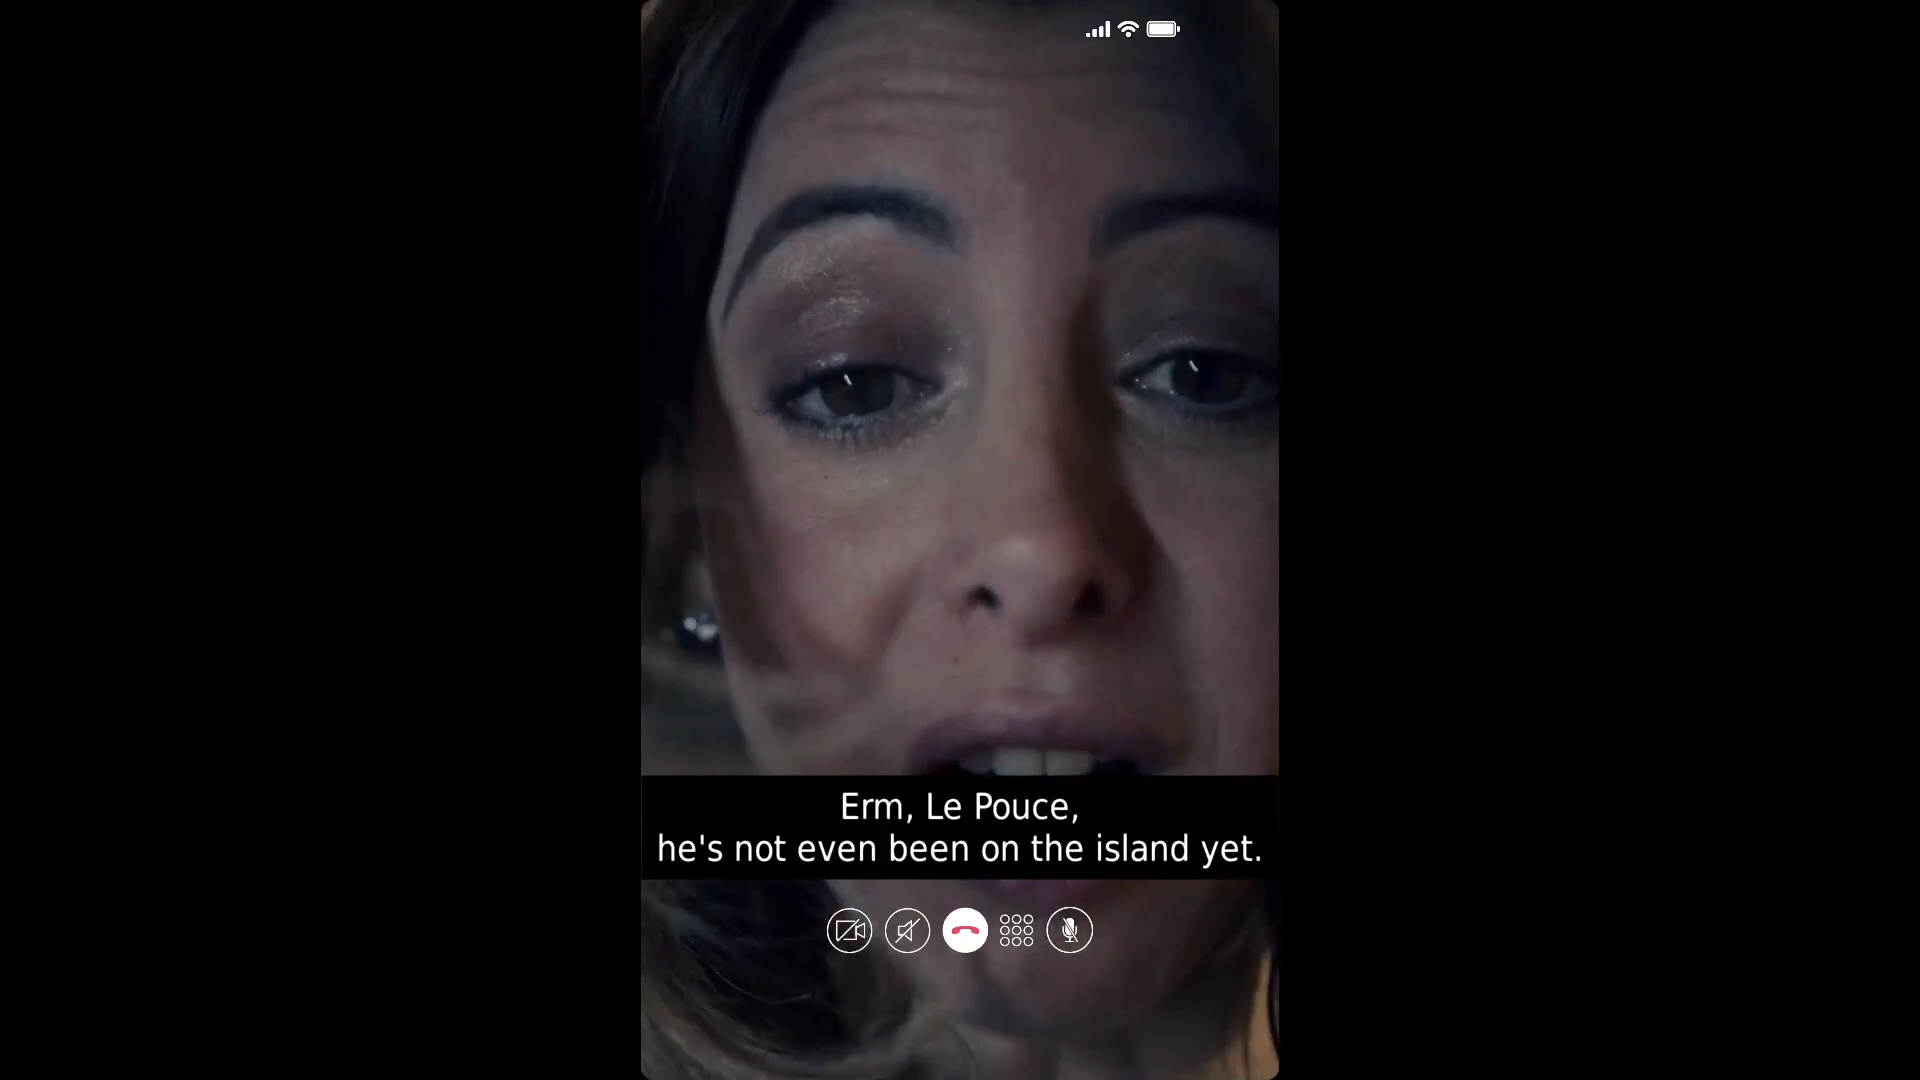 Erm, Le Pouce,
he's not even been on the island yet.